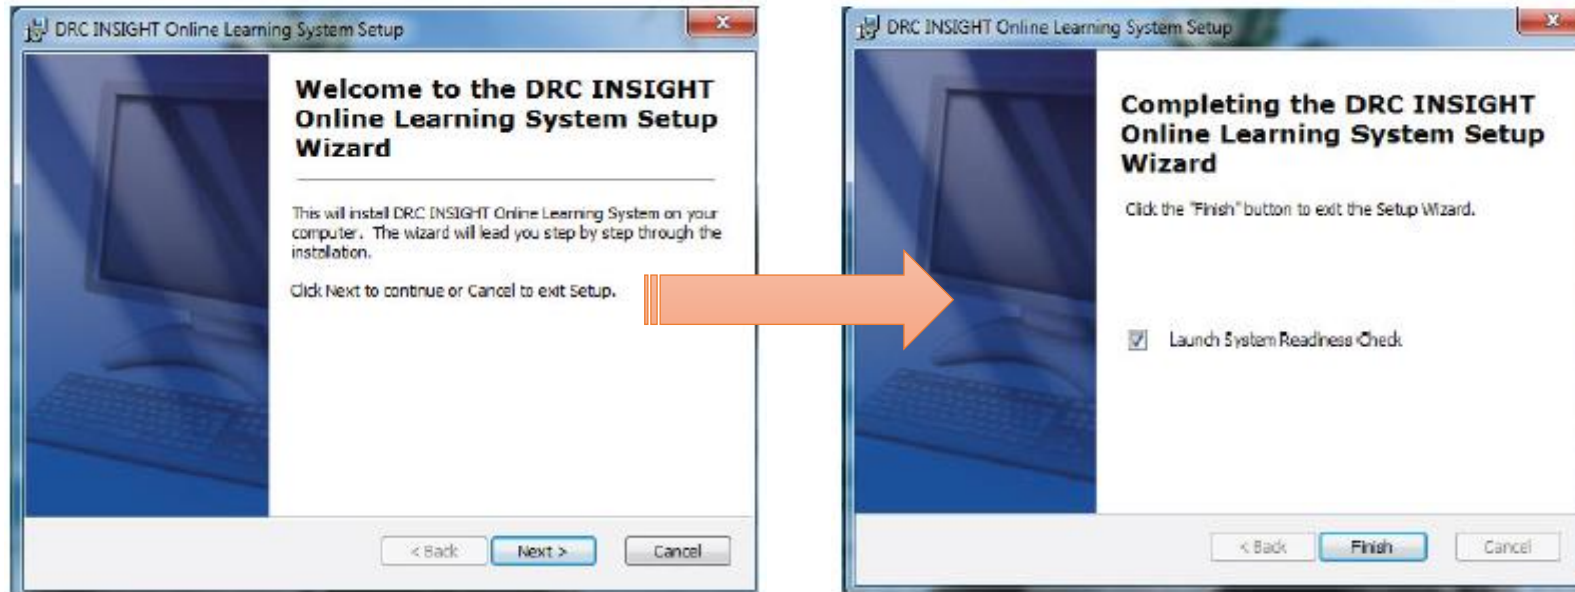 DRC INSIGHT Online Learning System Setup
Welcome to the DRC INSIGHT
Online Learning System Setup
Wizard
This will install DRC INSIGHT Online Learning System on your
computer. The wizard will lead you step by step through the
installation.
Click Next to continue or Cancel to exit Setup.
< Back
Next >
Cancel
DRC INSIGHT Online Learning System Setup
Completing the DRC INSIGHT
Online Learning System Setup
Wizard
Click the "Finish" button to exit the Setup Wizard.
Launch System Readiness Check
< Back
Finish
Cancel